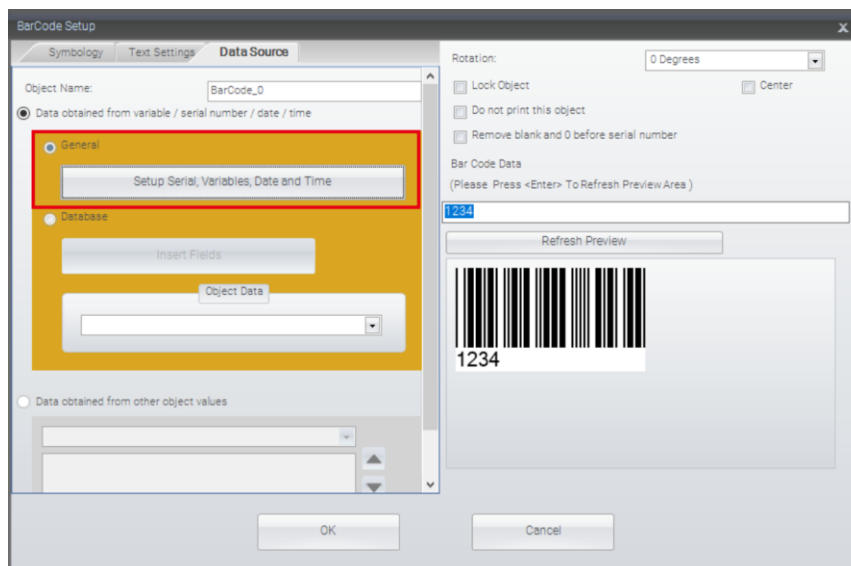 BarCode Setup
x
Symbology
Text Settings
Data Source
Object Name:
BarCode_0
Data obtained from variable / serial number / date / time
General
Setup Serial, Variables, Date and Time
Database
Insert Fields
Object Data
Data obtained from other object values
Rotation:
0 Degrees
Lock Object
Center
Do not print this object
Remove blank and 0 before serial number
Bar Code Data
(Please Press <Enter> To Refresh Preview Area )
1234
Refresh Preview
1234
OK
Cancel